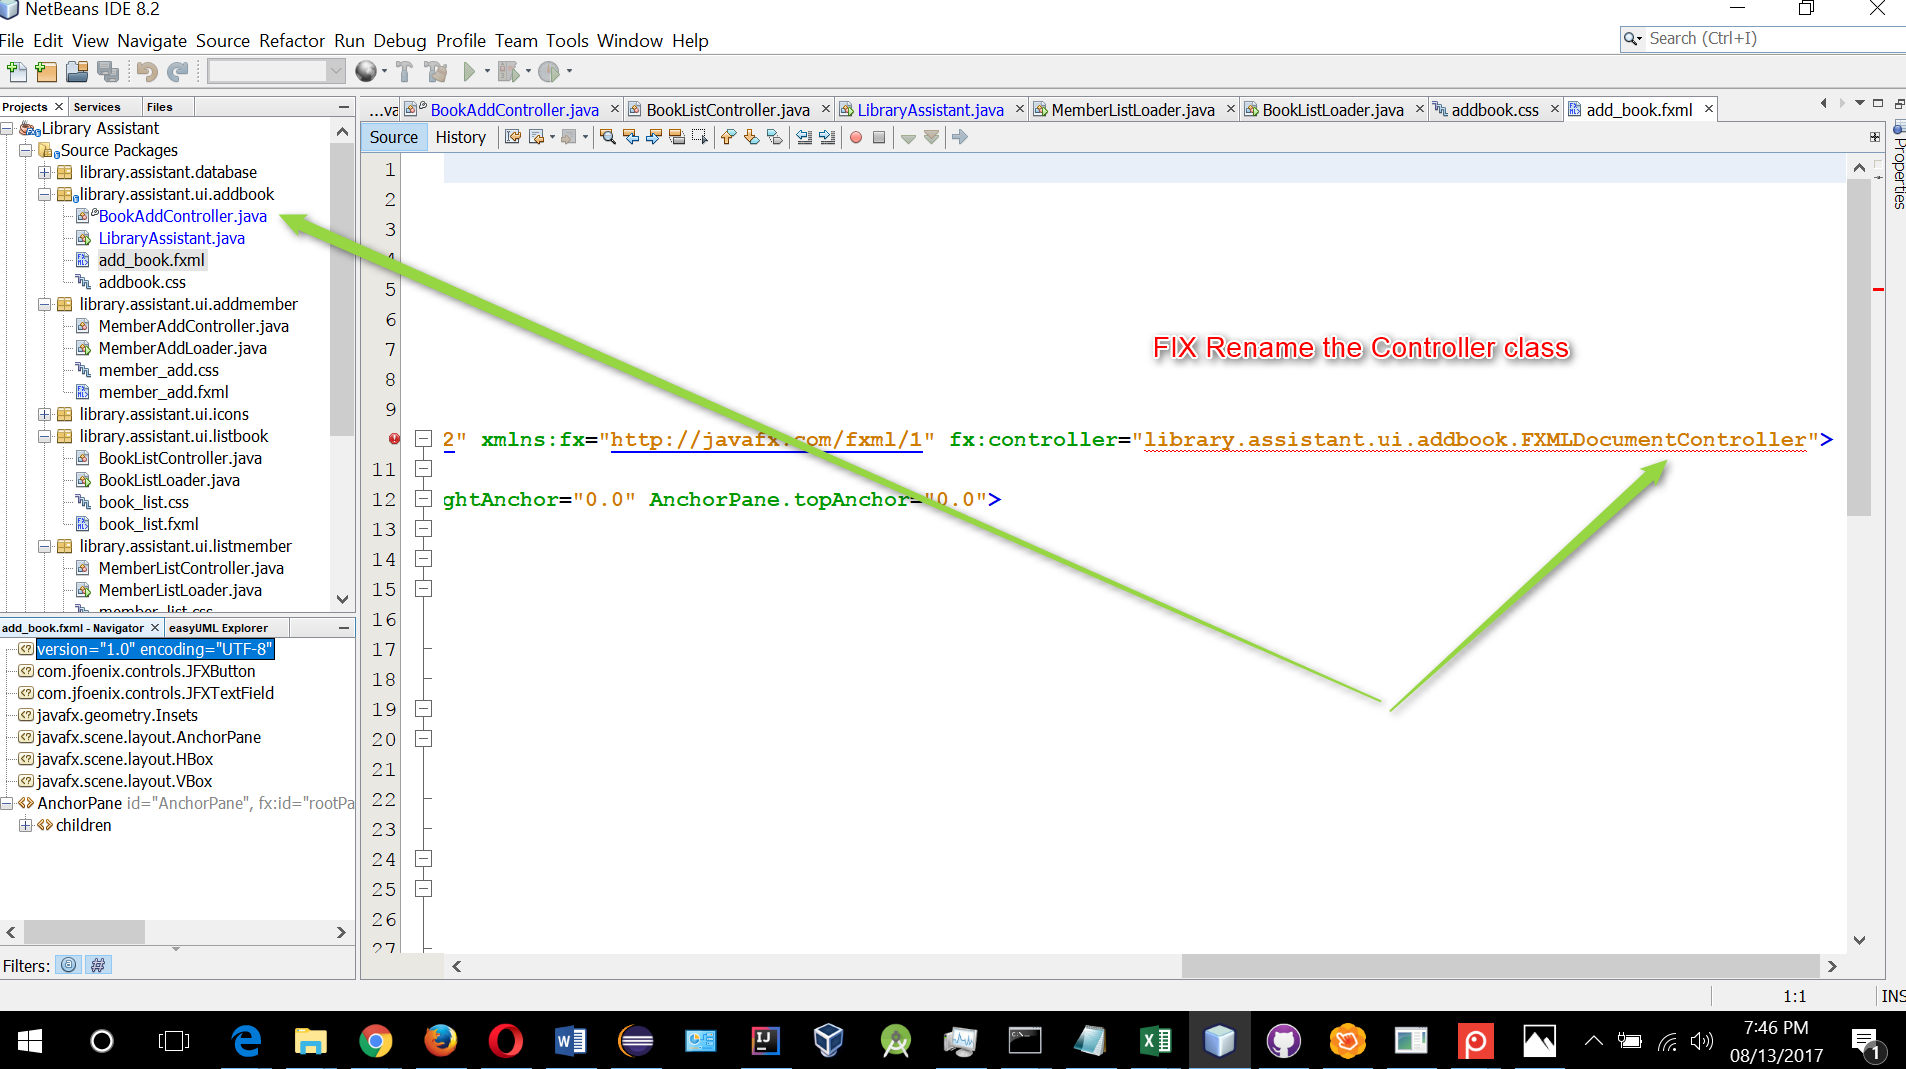 NetBeans IDE 8.2
File Edit View Navigate Source Refactor Run Debug Profile Team Tools Window Help
Search (Ctrl+I)
Projects Services Files
Library Assistant
Source Packages
library.assistant.database
library.assistant.ui.addbook
BookAddController.java
LibraryAssistant.java
add_book.fxml
addbook.css
library.assistant.ui.addmember
MemberAddController.java
MemberAddLoader.java
member_add.css
member_add.fxml
library.assistant.ui.icons
library.assistant.ui.listbook
BookListController.java
BookListLoader.java
book_list.css
book_list.fxml
library.assistant.ui.listmember
MemberListController.java
MemberListLoader.java
member_list.css
add_book.fxml - Navigator easyUML Explorer
version="1.0" encoding="UTF-8"
com.jfoenix.controls.JFXButton
com.jfoenix.controls.JFXTextField
javafx.geometry.Insets
javafx.scene.layout.AnchorPane
javafx.scene.layout.HBox
javafx.scene.layout.VBox
AnchorPane id="AnchorPane", fx:id="rootPa
children
Filters:
...va BookAddController.java BookListController.java LibraryAssistant.java MemberListLoader.java BookListLoader.java addbook.css add_book.fxml
Source History
Properties
1
2
3
4
5
6
7
8
9
2" xmlns:fx="http://javafx.com/fxml/1" fx:controller="library.assistant.ui.addbook.FXMLDocumentController">
11
12 ghtAnchor="0.0" AnchorPane.topAnchor="0.0">
13
14
15
16
17
18
19
20
21
22
23
24
25
26
27
FIX Rename the Controller class
1:1 INS
7:46 PM
08/13/2017
1